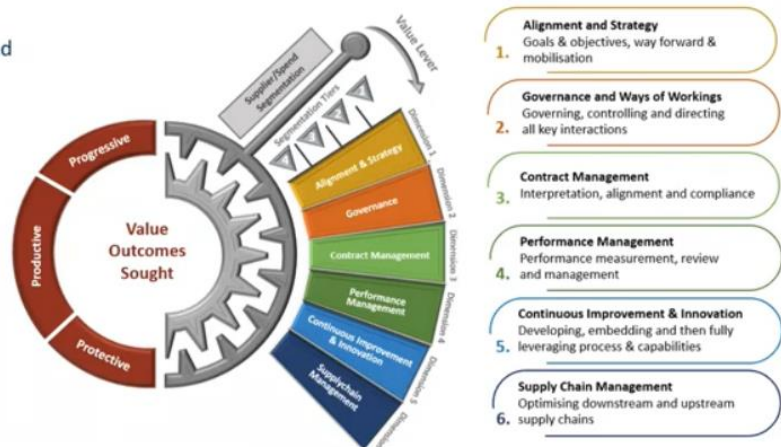 d
Supplier/Spend
Segmentation
Value Lever
Segmentation Tiers
Progressive
Productive
Protective
Value
Outcomes
Sought
Dimension 1
Alignment & Strategy
Dimension 2
Governance
Dimension 3
Contract Management
Dimension 4
Performance
Management
Dimension 5
Continuous Improvement
& Innovation
Dimension
Supplychain
Management
1.
Alignment and Strategy
Goals & objectives, way forward &
mobilisation
2.
Governance and Ways of Workings
Governing, controlling and directing
all key interactions
3.
Contract Management
Interpretation, alignment and compliance
4.
Performance Management
Performance measurement, review
and management
5.
Continuous Improvement & Innovation
Developing, embedding and then fully
leveraging process & capabilities
6.
Supply Chain Management
Optimising downstream and upstream
supply chains